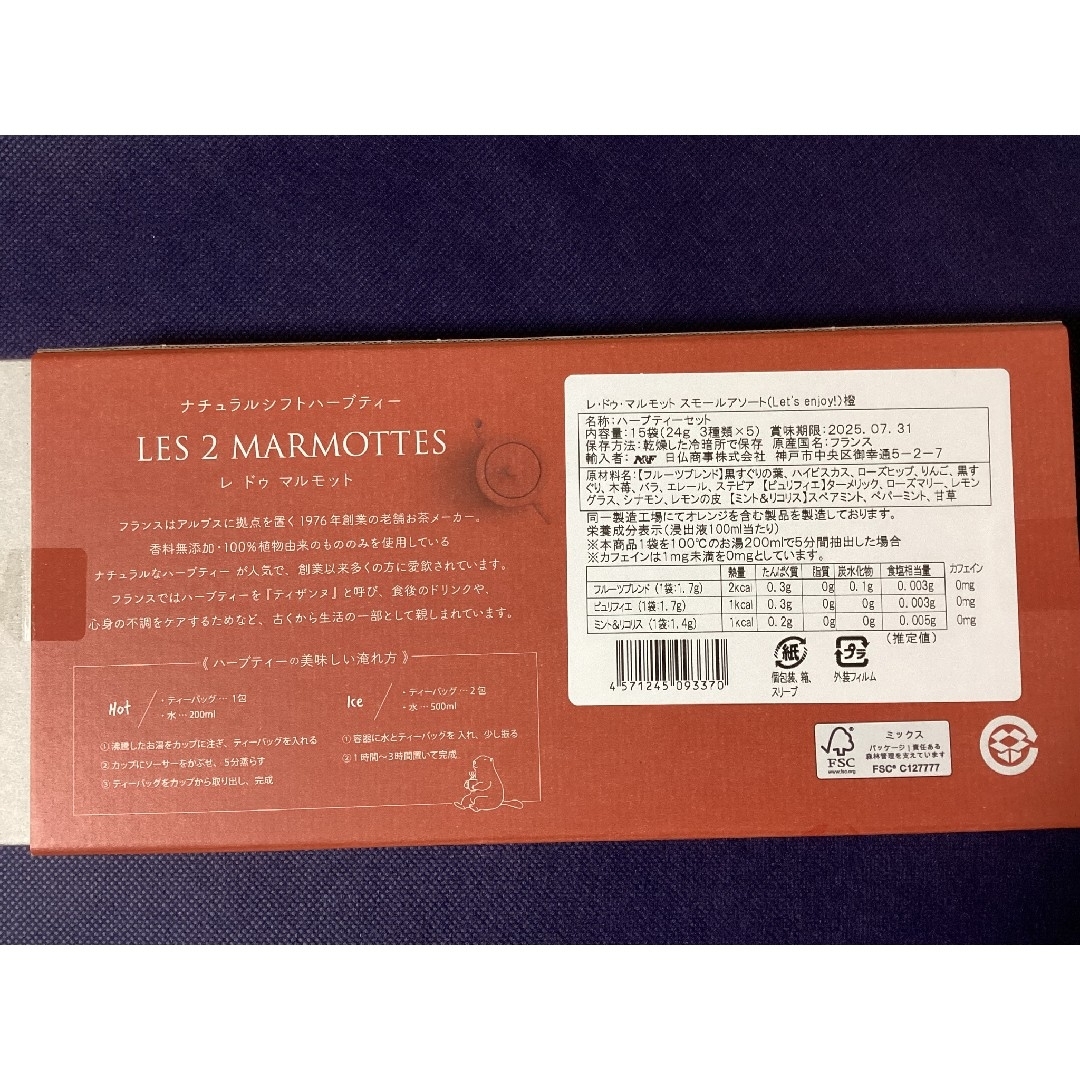 ナチュラルシフトハーブティー
LES 2 MARMOTTES
レ ドゥ マルモット
フランスはアルプスに拠点を置く1976年創業の老舗お茶メーカー。
香料無添加・100%植物由来のもののみを使用している
ナチュラルなハーブティー が人気で、創業以来多くの方に愛飲されています。
フランスではハーブティーを『ティザンヌ』と呼び、食後のドリンクや、
心身の不調をケアするためなど、古くから生活の一部として親しまれています。
《 ハーブティーの美味しい淹れ方 》
Hot
・ティーバッグ…1包
・水…200ml
①沸騰したお湯をカップに注ぎ、ティーバッグを入れる
②カップにソーサーをかぶせ、5分蒸らす
③ティーバッグをカップから取り出し、完成
Ice
・ティーバッグ…2包
・水…500ml
①容器に水とティーバッグを入れ、少し振る
②1時間〜3時間置いて完成
レ・ドゥ・マルモット スモールアソート(Let's enjoy!)橙
名称:ハーブティーセット
内容量:15袋(24g 3種類×5) 賞味期限:2025.07.31
保存方法:乾燥した冷暗所で保存 原産国名:フランス
輸入者: 日仏商事株式会社 神戸市中央区御幸通5-2-7
原材料名:【フルーツブレンド】黒すぐりの葉、ハイビスカス、ローズヒップ、りんご、黒す
ぐり、木苺、バラ、エレール、ステビア 【ピュリフィエ】ターメリック、ローズマリー、レモン
グラス、シナモン、レモンの皮 【ミント&リコリス】スペアミント、ペパーミント、甘草
同一製造工場にてオレンジを含む製品を製造しております。
栄養成分表示(浸出液100ml当たり)
※本商品1袋を100℃のお湯200mlで5分間抽出した場合
※カフェインは1mg未満を0mgとしています。
熱量 たんぱく質 脂質 炭水化物 食塩相当量 カフェイン
フルーツブレンド (1袋:1.7g) 2kcal 0.3g 0g 0.1g 0.003g 0mg
ピュリフィエ (1袋:1.7g) 1kcal 0.3g 0g 0g 0.003g 0mg
ミント&リコリス (1袋:1.4g) 1kcal 0.2g 0g 0g 0.005g 0mg
(推定値)
4 571245 093370
紙
個包装、箱、
スリーブ
プラ
外装フィルム
FSC
www.fsc.org
ミックス
パッケージ|責任ある
森林管理を支えています
FSC® C127777